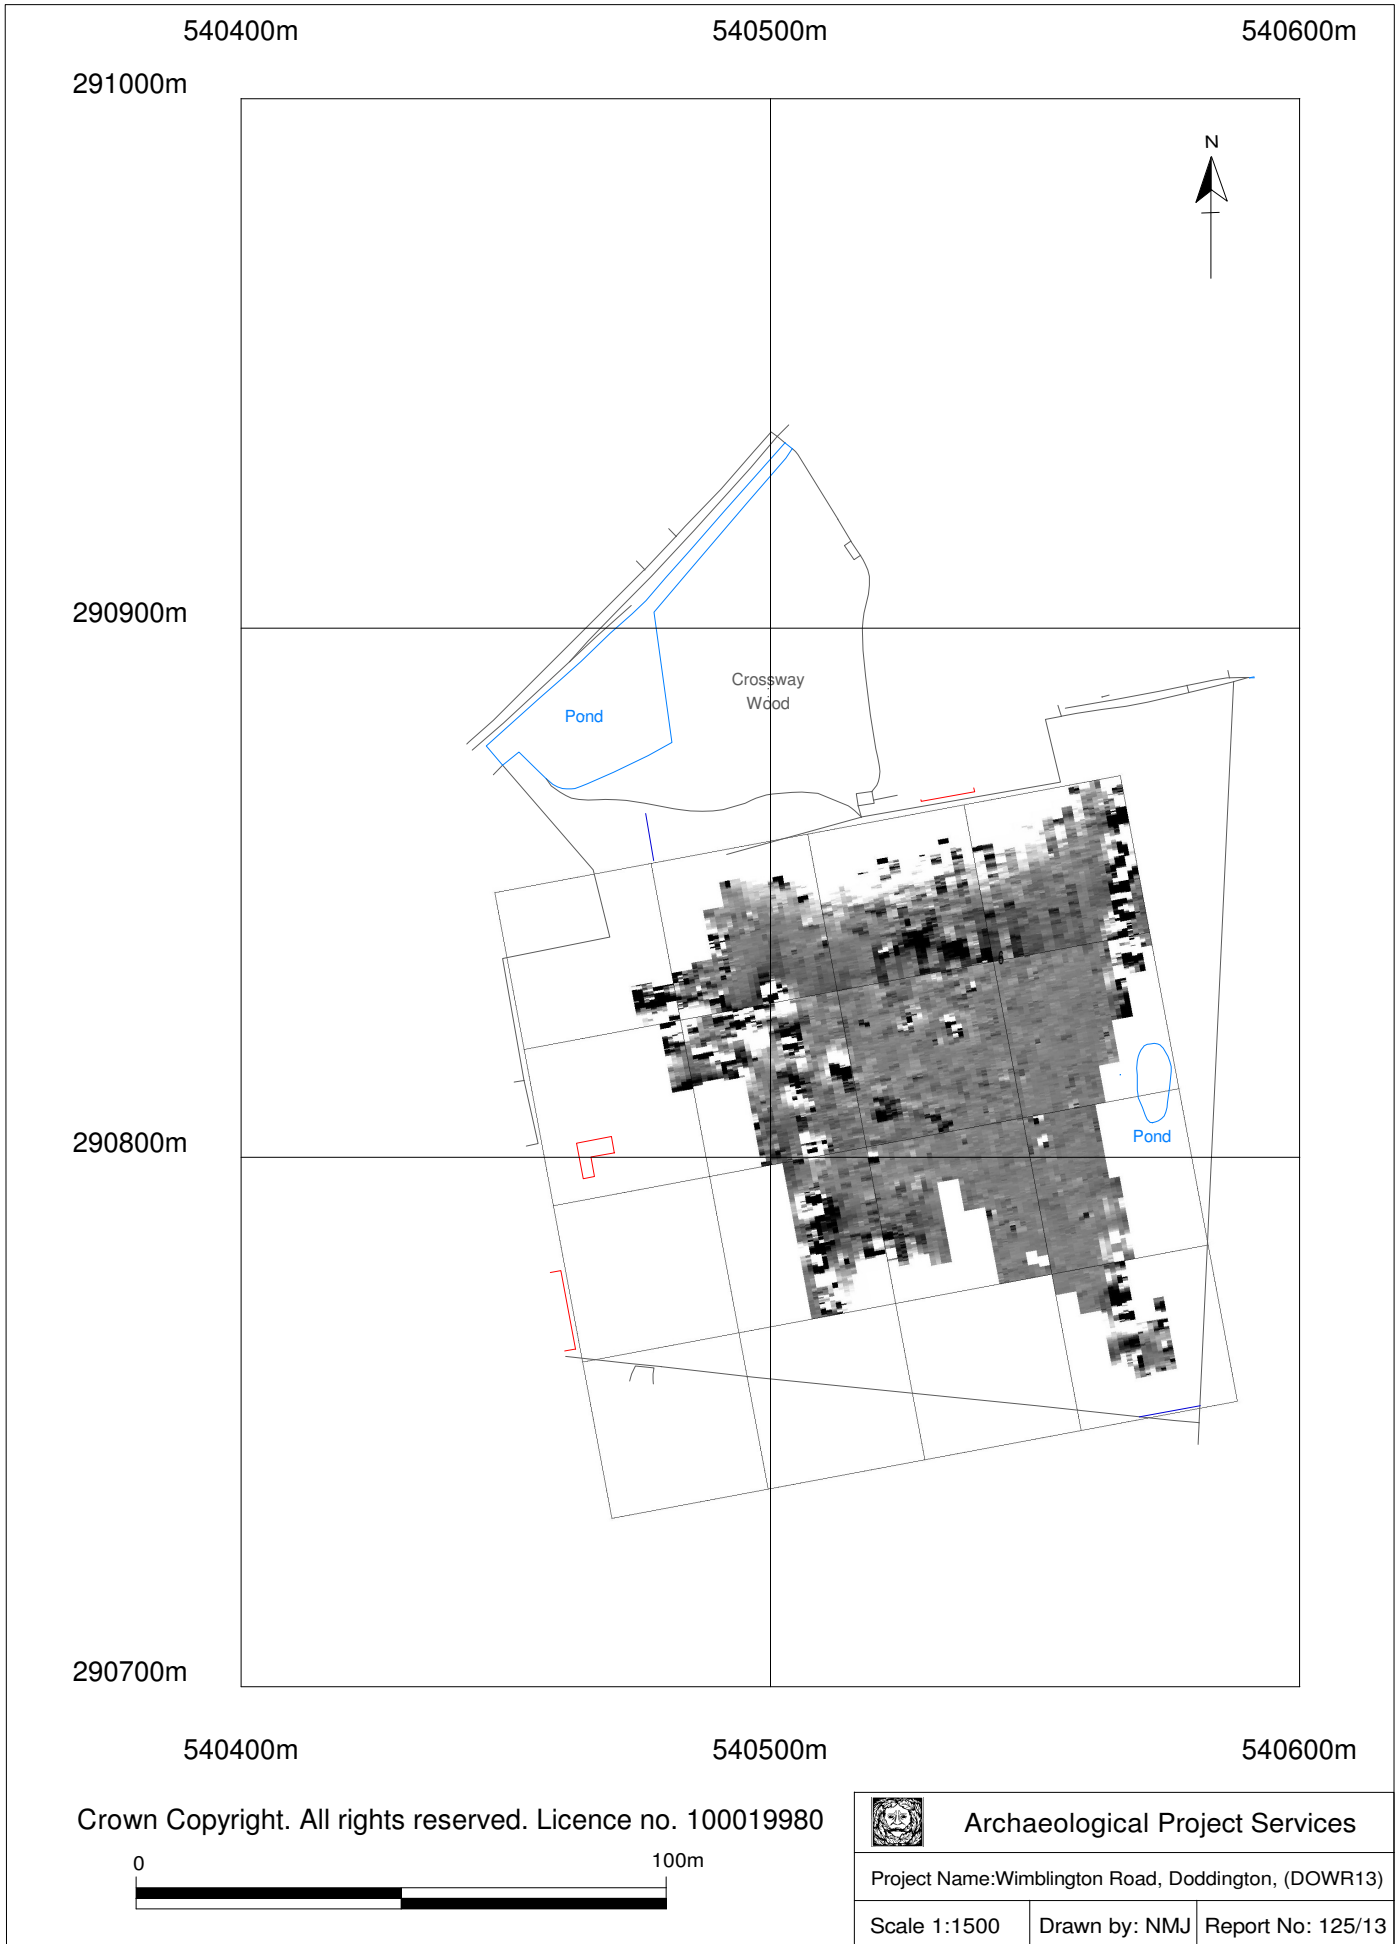 540400m 540500m 540600m
291000m
N
290900m
Crossway
Wood
Pond
290800m
Pond
290700m
540400m 540500m 540600m
Crown Copyright. All rights reserved. Licence no. 100019980
0 100m
Archaeological Project Services
Project Name:Wimblington Road, Doddington, (DOWR13)
Scale 1:1500 Drawn by: NMJ Report No: 125/13